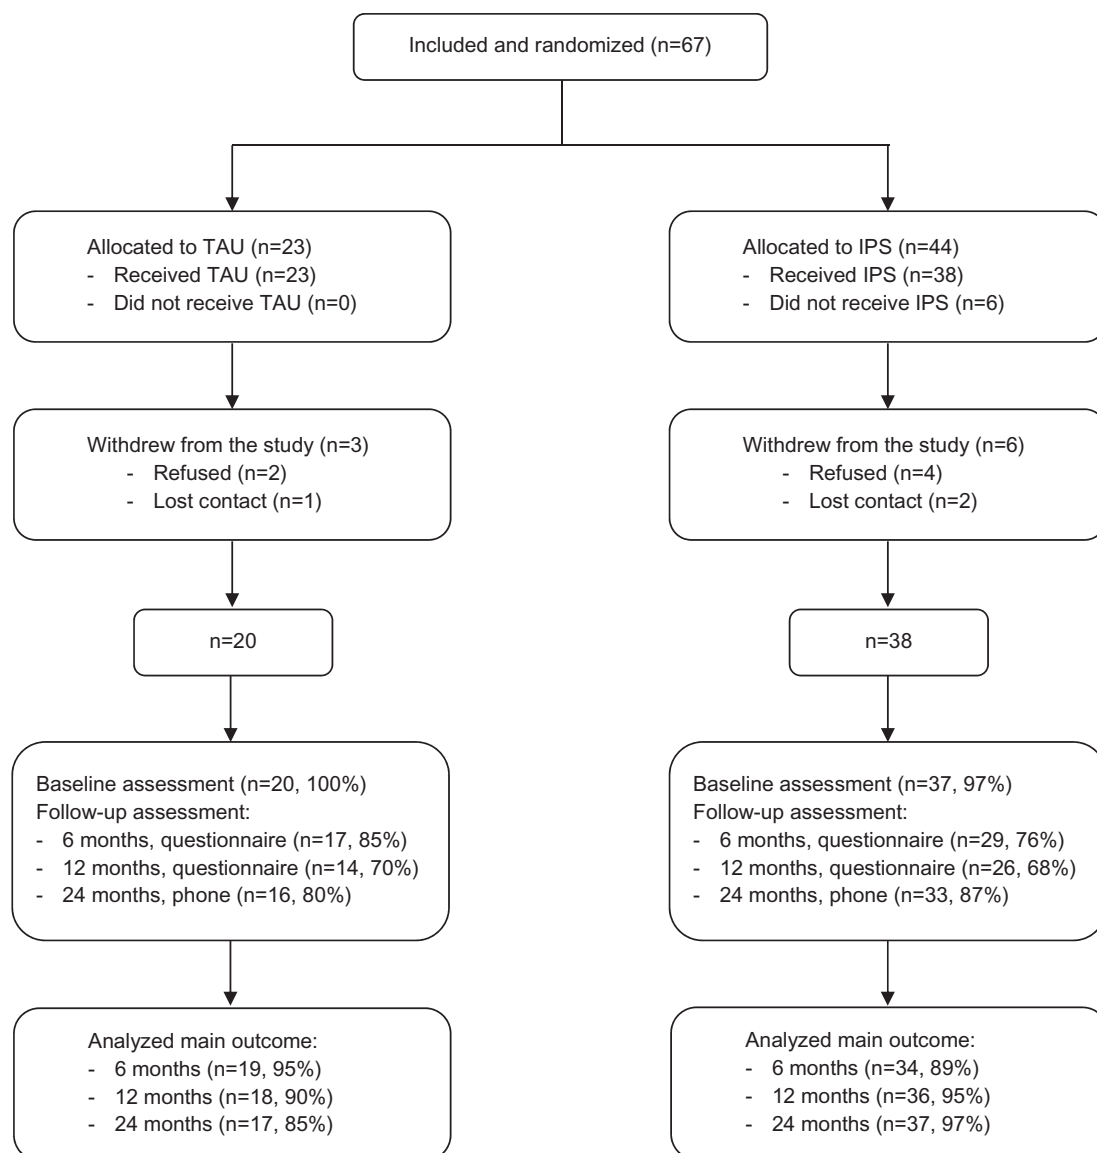 Included and randomized (n=67)
Allocated to TAU (n=23)
- Received TAU (n=23)
- Did not receive TAU (n=0)
Allocated to IPS (n=44)
- Received IPS (n=38)
- Did not receive IPS (n=6)
Withdrew from the study (n=3)
- Refused (n=2)
- Lost contact (n=1)
Withdrew from the study (n=6)
- Refused (n=4)
- Lost contact (n=2)
n=20
n=38
Baseline assessment (n=20, 100%)
Follow-up assessment:
- 6 months, questionnaire (n=17, 85%)
- 12 months, questionnaire (n=14, 70%)
- 24 months, phone (n=16, 80%)
Baseline assessment (n=37, 97%)
Follow-up assessment:
- 6 months, questionnaire (n=29, 76%)
- 12 months, questionnaire (n=26, 68%)
- 24 months, phone (n=33, 87%)
Analyzed main outcome:
- 6 months (n=19, 95%)
- 12 months (n=18, 90%)
- 24 months (n=17, 85%)
Analyzed main outcome:
- 6 months (n=34, 89%)
- 12 months (n=36, 95%)
- 24 months (n=37, 97%)